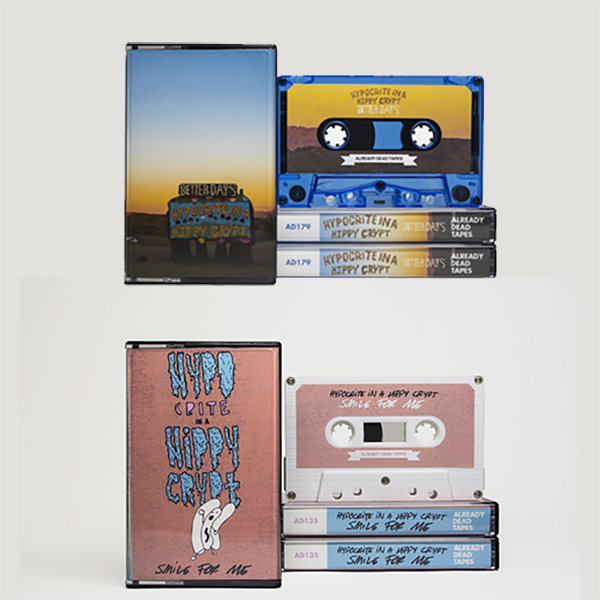 BETTER DAYS
HYPOCRITE IN A
HIPPY CRYPT
HYPOCRITE IN A
HIPPY CRYPT
BETTER DAYS
ALREADY DEAD TAPES
AD179
HYPOCRITE IN A
HIPPY CRYPT
BETTER DAYS
ALREADY
DEAD
TAPES
AD179
HYPOCRITE IN A
HIPPY CRYPT
BETTER DAYS
ALREADY
DEAD
TAPES
HYPO
CRITE
IN A
HIPPY
CRYPT
SMILE FOR ME
HYPOCRITE IN A HIPPY CRYPT
SMILE FOR ME
ALREADY DEAD TAPES
AD135
HYPOCRITE IN A HIPPY CRYPT
SMILE FOR ME
ALREADY
DEAD
TAPES
AD135
HYPOCRITE IN A HIPPY CRYPT
SMILE FOR ME
ALREADY
DEAD
TAPES